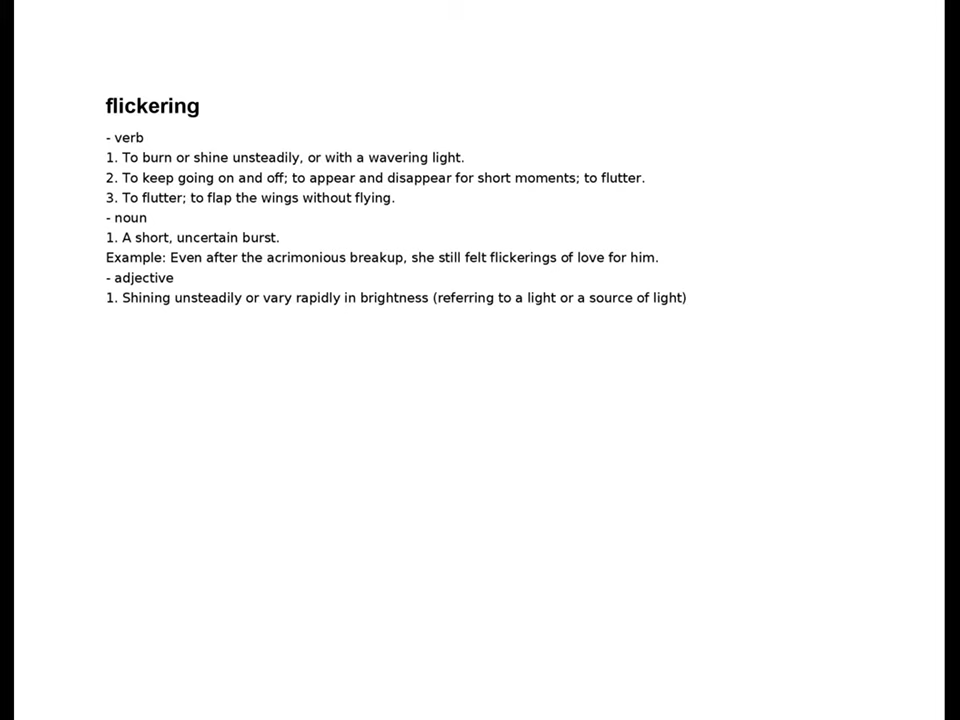 flickering
- verb
1. To burn or shine unsteadily, or with a wavering light.
2. To keep going on and off; to appear and disappear for short moments; to flutter.
3. To flutter; to flap the wings without flying.
- noun
1. A short, uncertain burst.
Example: Even after the acrimonious breakup, she still felt flickerings of love for him.
- adjective
1. Shining unsteadily or vary rapidly in brightness (referring to a light or a source of light)